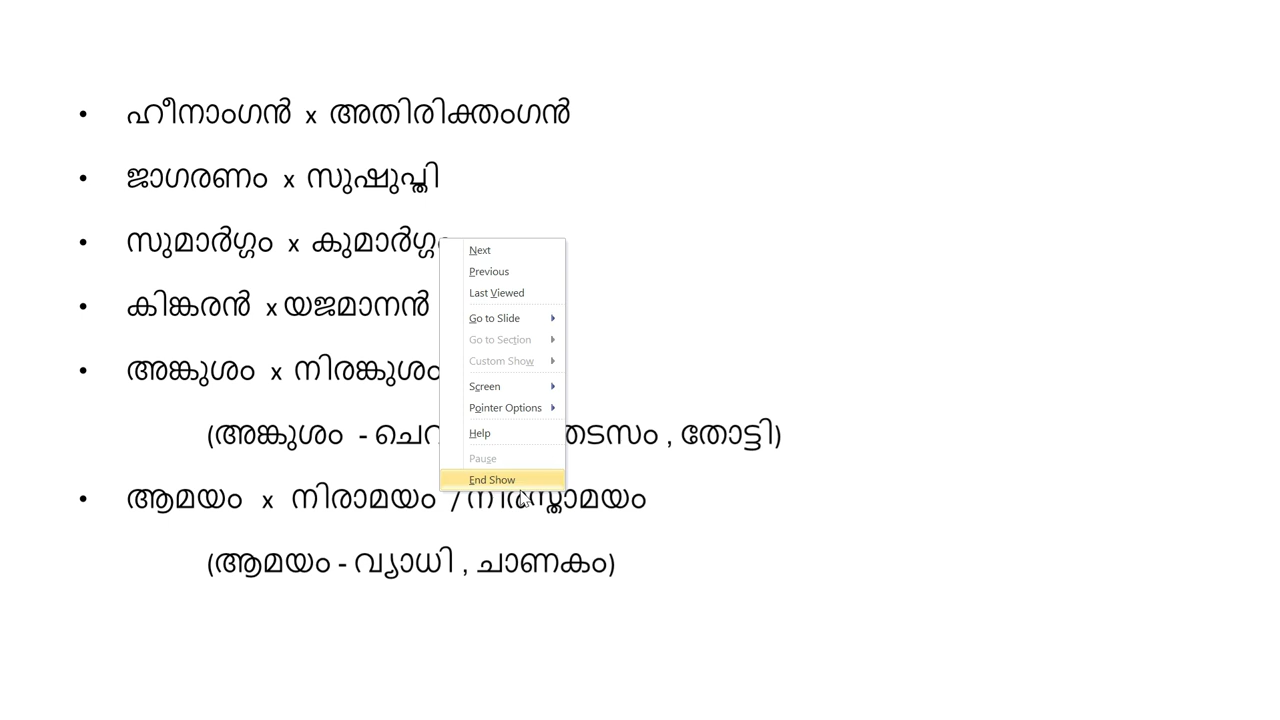 • ഹീനാംഗൻ x അതിരിക്തംഗൻ
• ജാഗരണം x സുഷുപ്തി
• സുമാർഗ്ഗം x കുമാർഗ്ഗം
• കിങ്കരൻ x യജമാനൻ
• അങ്കുശം x നിരങ്കുശം
(അങ്കുശം - തടസം , തോട്ടി)
• ആമയം x നിരാമയം / നിരസ്താമയം
(ആമയം - വ്യാധി , ചാണകം)
Next
Previous
Last Viewed
Go to Slide
Go to Section
Custom Show
Screen
Pointer Options
Help
Pause
End Show